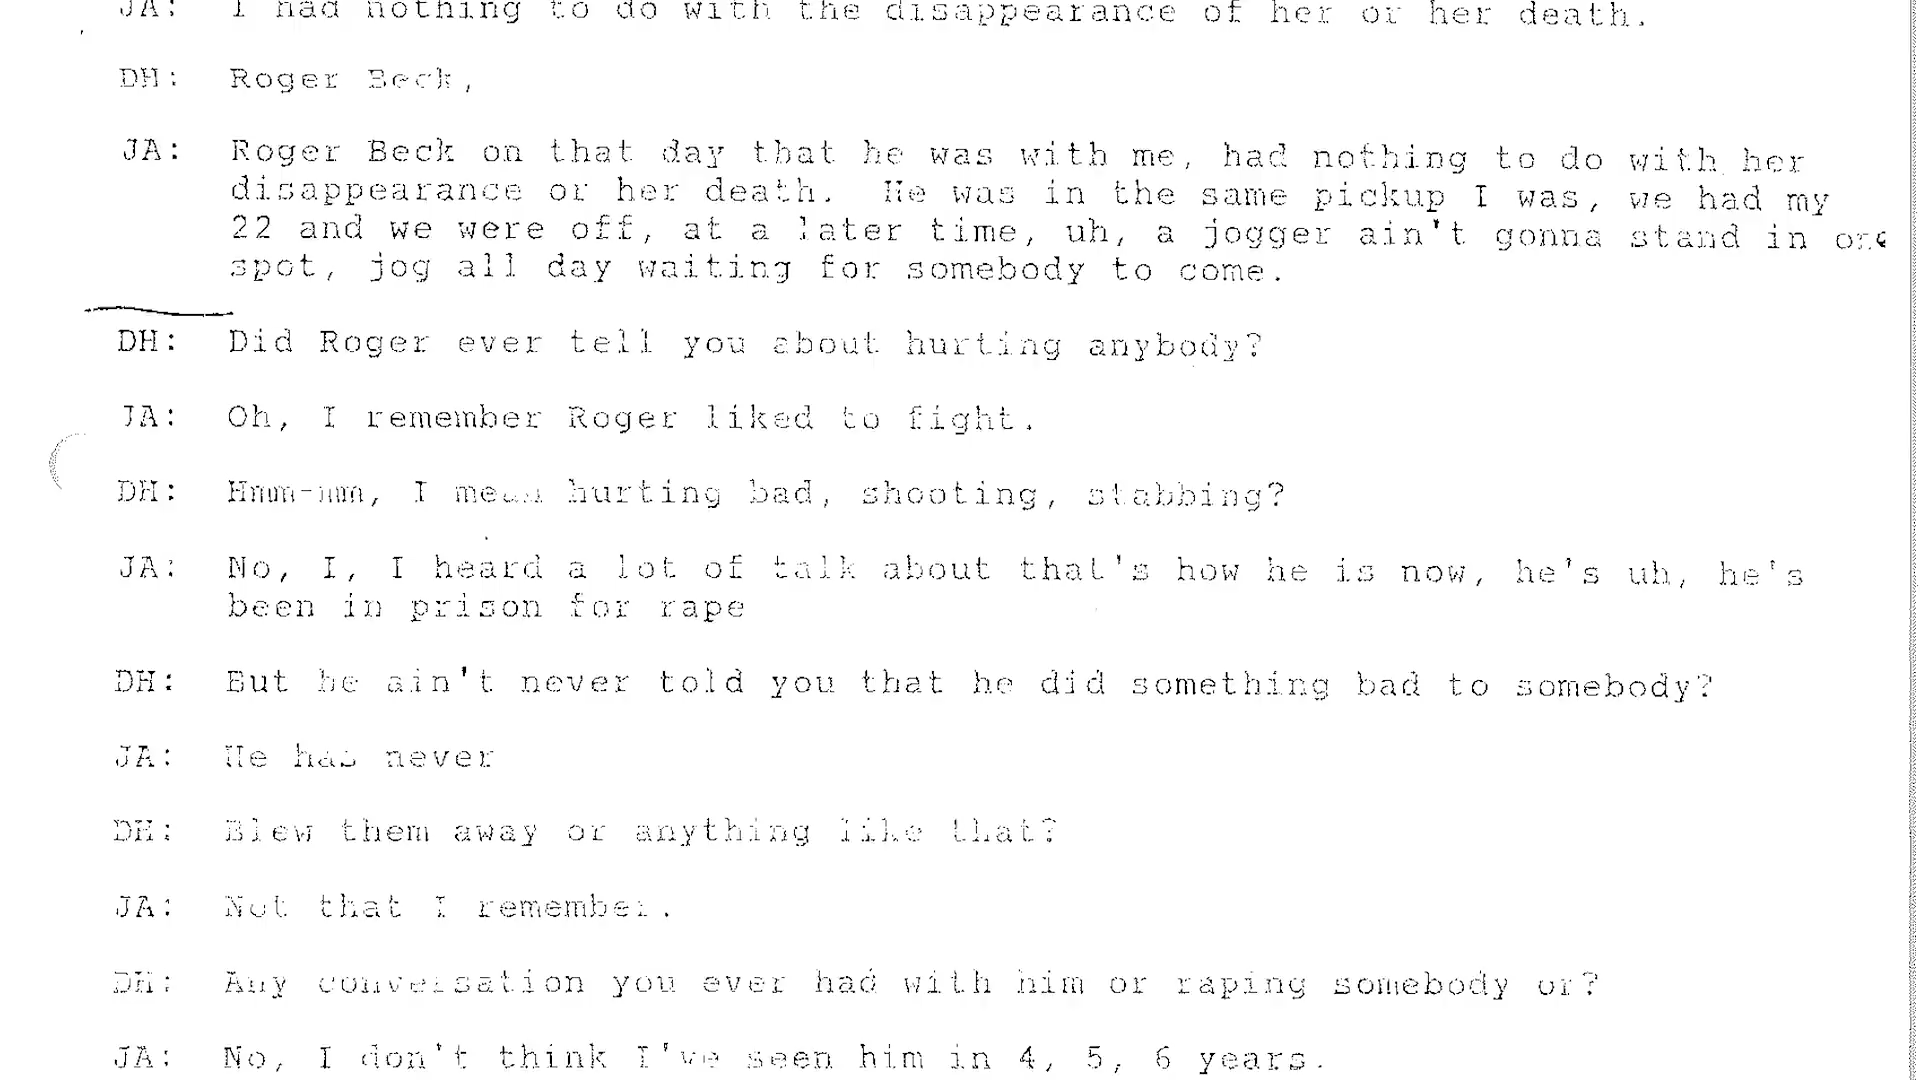 JA: I had nothing to do with the disappearance of her or her death.
DH: Roger Beck,
JA: Roger Beck on that day that he was with me, had nothing to do with her
disappearance or her death. He was in the same pickup I was, we had my
22 and we were off, at a later time, uh, a jogger ain't gonna stand in one
spot, jog all day waiting for somebody to come.
DH: Did Roger ever tell you about hurting anybody?
JA: Oh, I remember Roger liked to fight.
DH: Hmm-mm, I mean hurting bad, shooting, stabbing?
JA: No, I, I heard a lot of talk about that's how he is now, he's uh, he's
been in prison for rape
DH: But he ain't never told you that he did something bad to somebody?
JA: He has never
DH: Blew them away or anything like that?
JA: Not that I remember.
DH: Any conversation you ever had with him or raping somebody or?
JA: No, I don't think I've seen him in 4, 5, 6 years.